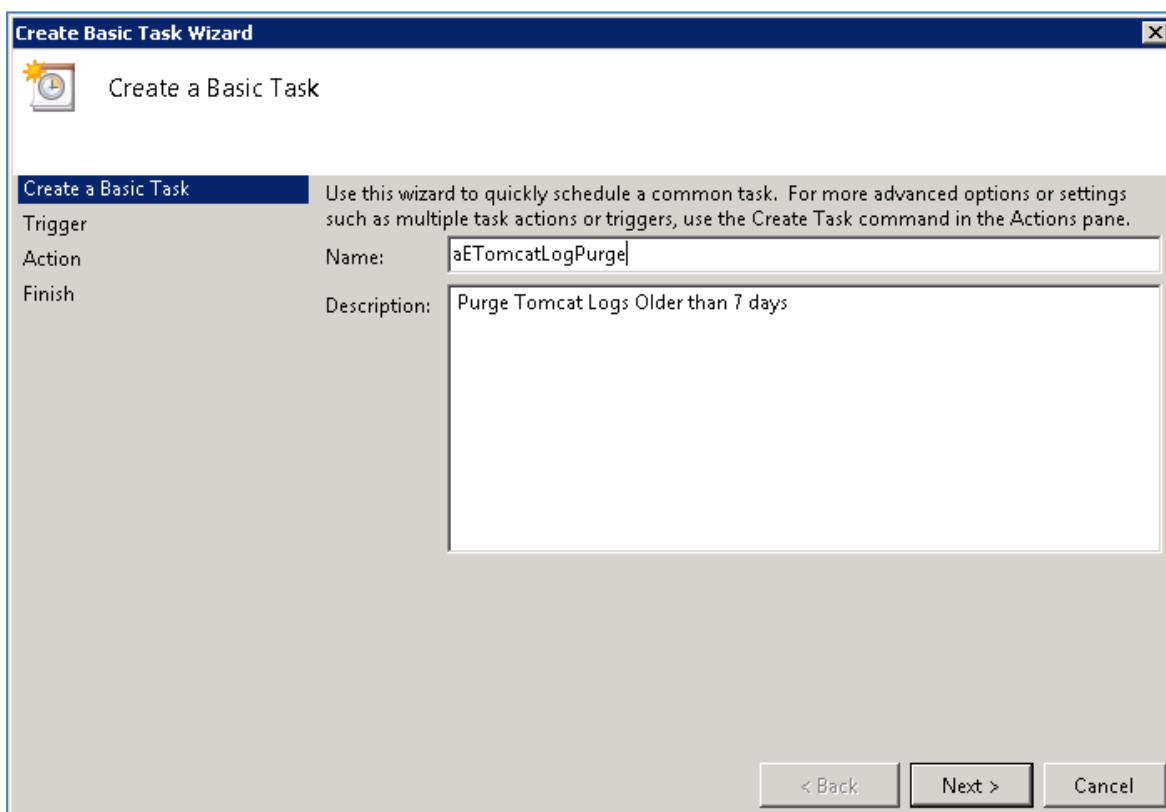 Create Basic Task Wizard
Create a Basic Task
Create a Basic Task
Trigger
Action
Finish
Use this wizard to quickly schedule a common task.  For more advanced options or settings
such as multiple task actions or triggers, use the Create Task command in the Actions pane.
Name:
aETomcatLogPurge
Description:
Purge Tomcat Logs Older than 7 days
< Back
Next >
Cancel